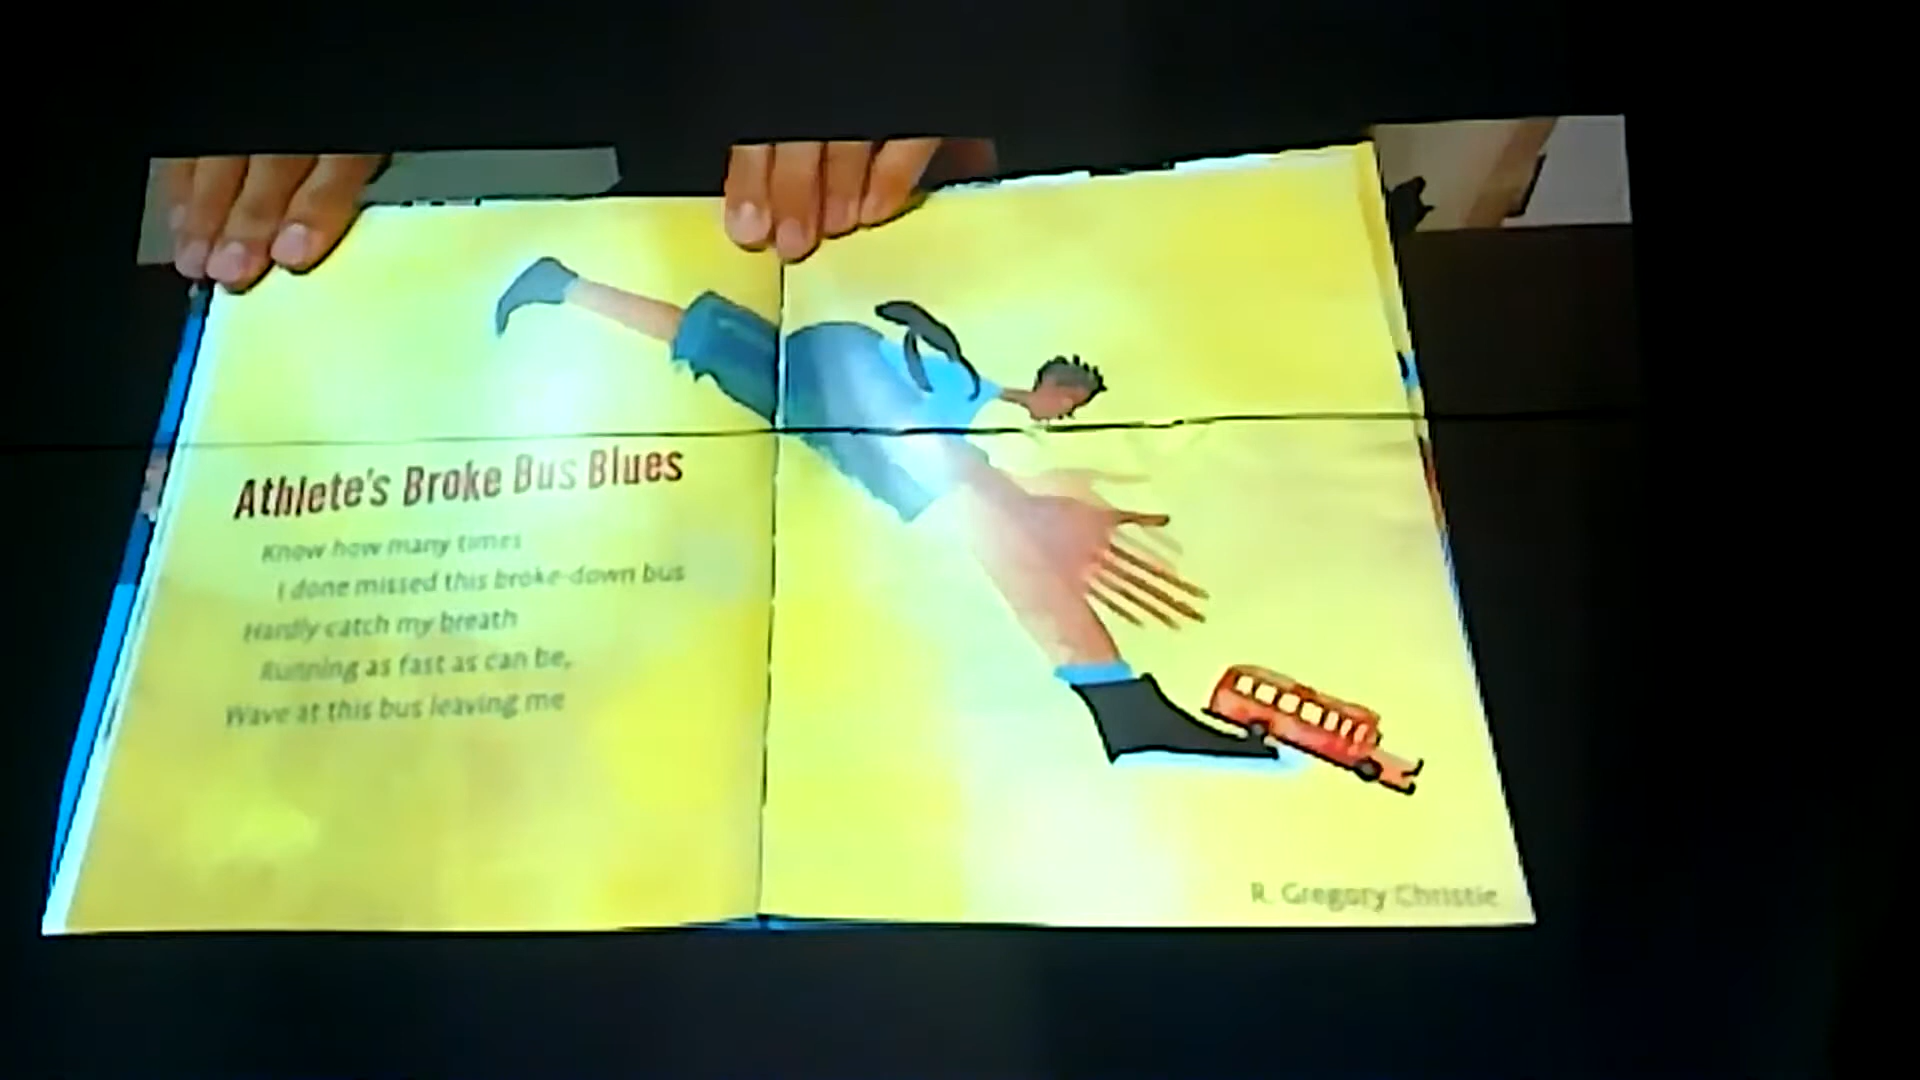 Athlete's Broke Bus Blues
Know how many times
I done missed this broke-down bus
Hardly catch my breath
Running as fast as can be,
Wave at this bus leaving me
R. Gregory Christie